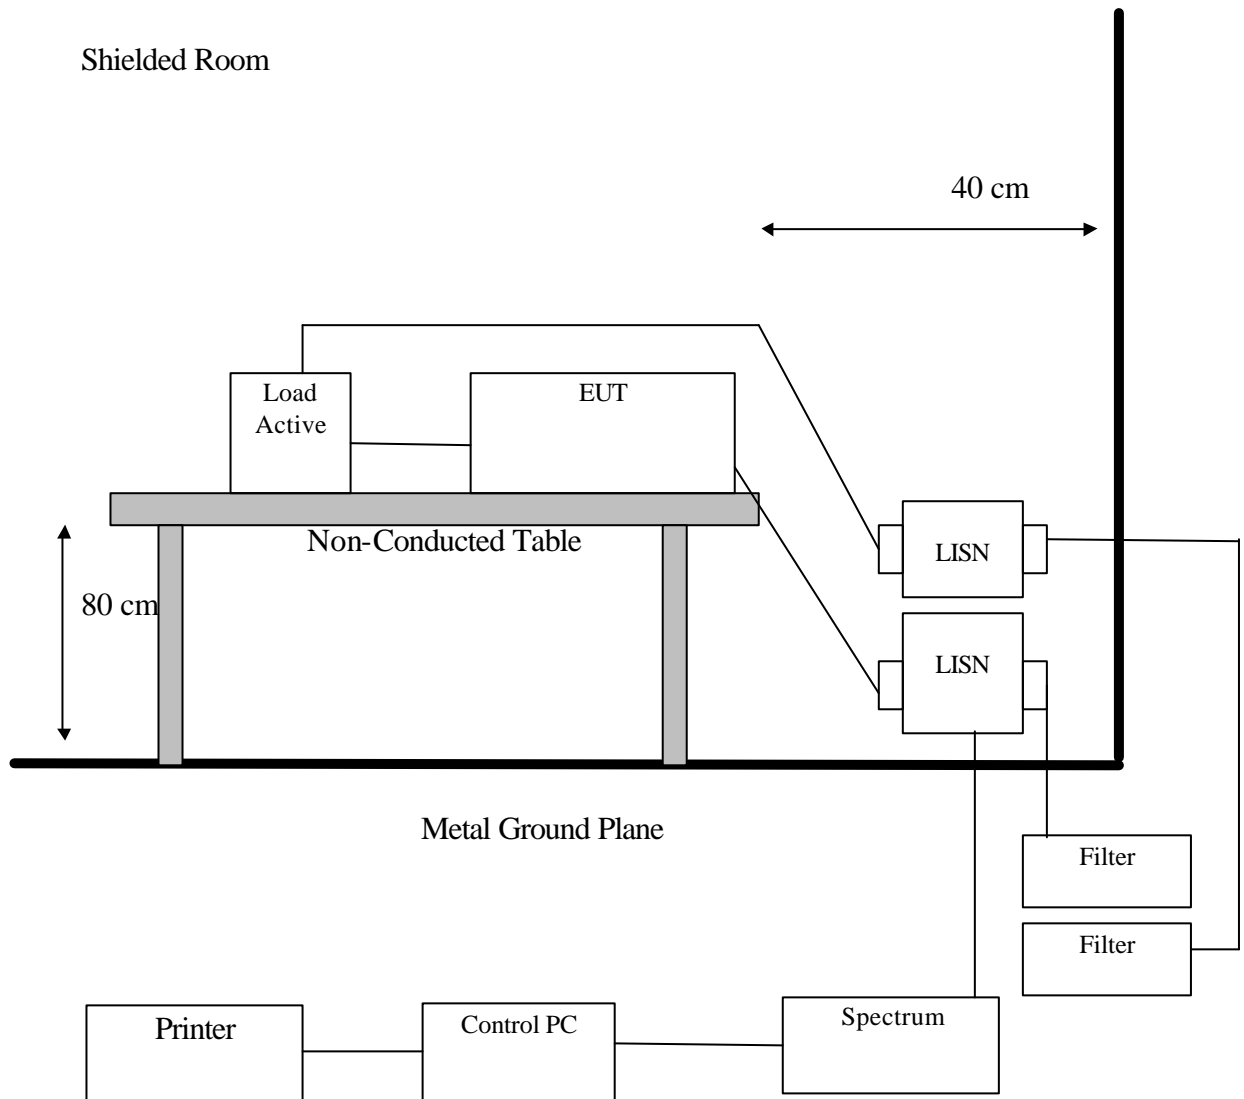 Shielded Room
40 cm
Load
Active
EUT
Non-Conducted Table
LISN
80 cm
LISN
Metal Ground Plane
Filter
Filter
Printer
Control PC
Spectrum